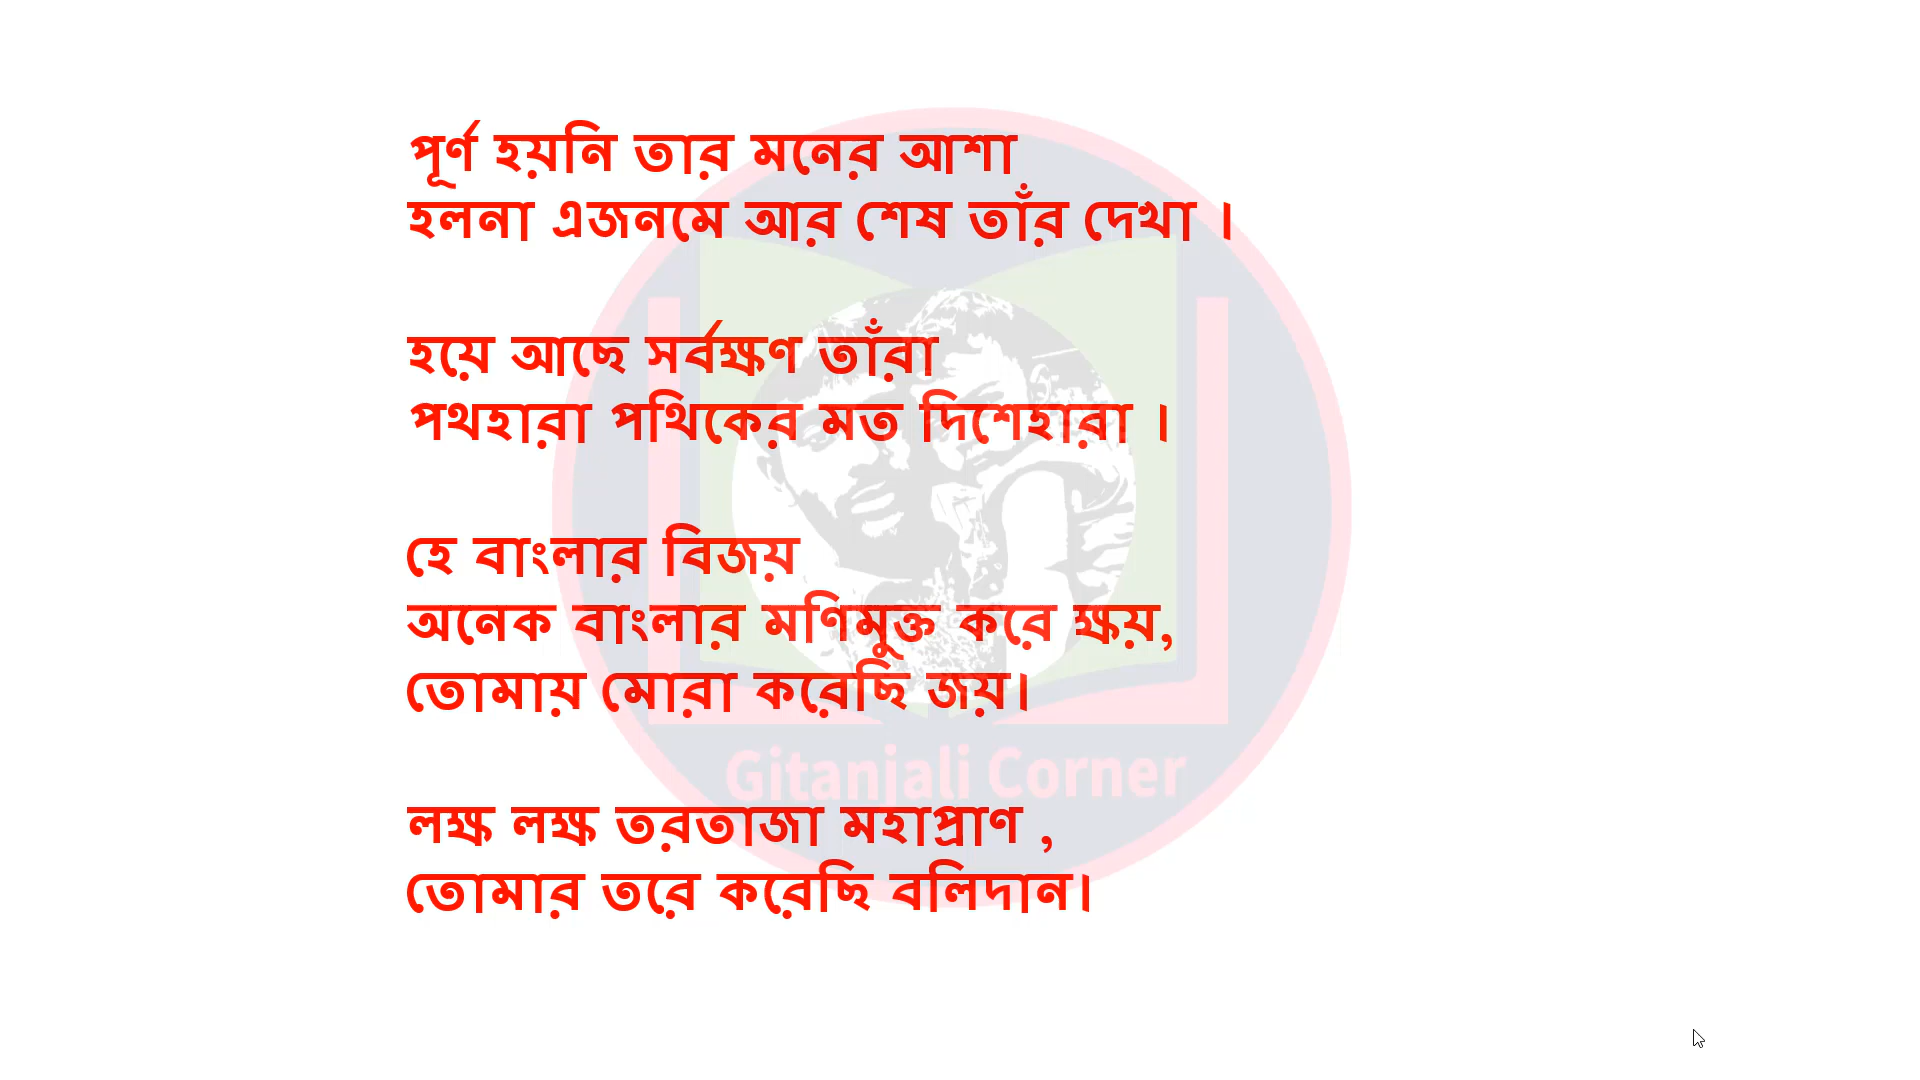 পূর্ণ হয়নি তার মনের আশা
হলনা এজনমে আর শেষ তাঁর দেখা ।
হয়ে আছে সর্বক্ষণ তাঁরা
পথহারা পথিকের মত দিশেহারা ।
হে বাংলার বিজয়
অনেক বাংলার মণিমুক্ত করে ক্ষয়,
তোমায় মোরা করেছি জয়।
Gitanjali Corner
লক্ষ লক্ষ তরতাজা মহাপ্রাণ ,
তোমার তরে করেছি বলিদান।